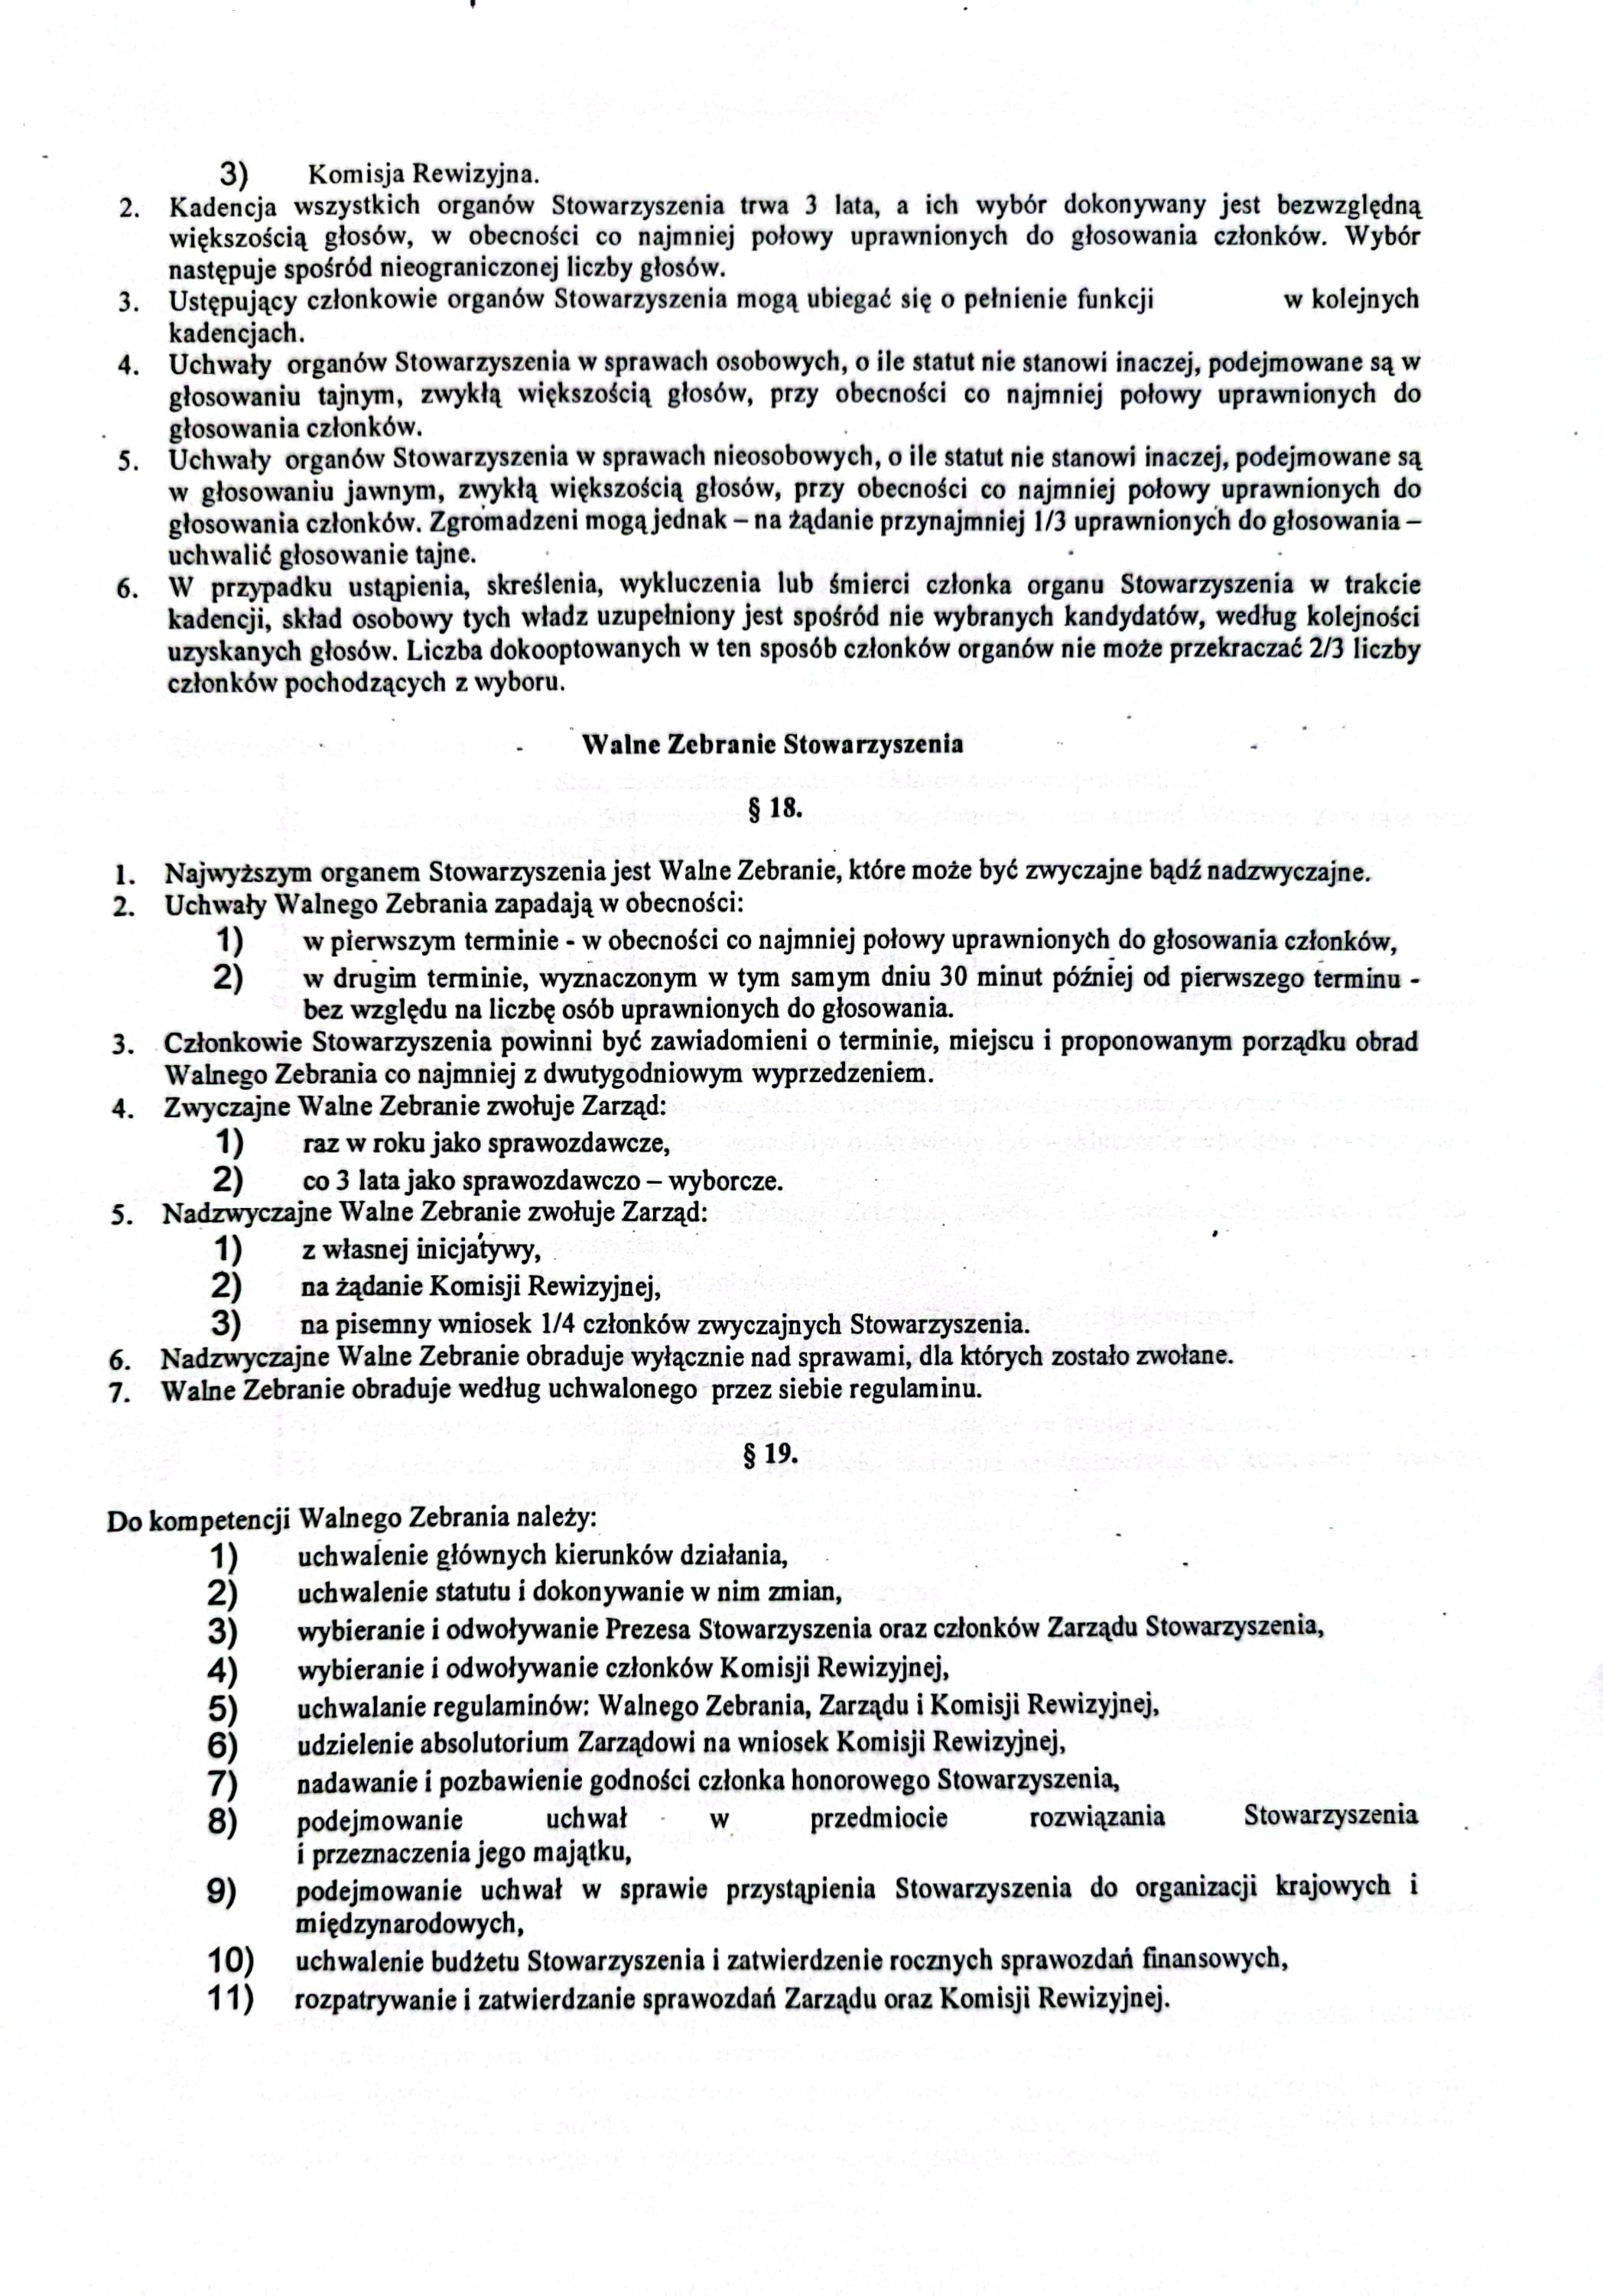 3) Komisja Rewizyjna.
2. Kadencja wszystkich organów Stowarzyszenia trwa 3 lata, a ich wybór dokonywany jest bezwzględną
większością głosów, w obecności co najmniej połowy uprawnionych do głosowania członków. Wybór
następuje spośród nieograniczonej liczby głosów.
3. Ustępujący członkowie organów Stowarzyszenia mogą ubiegać się o pełnienie funkcji w kolejnych
kadencjach.
4. Uchwały organów Stowarzyszenia w sprawach osobowych, o ile statut nie stanowi inaczej, podejmowane są w
głosowaniu tajnym, zwykłą większością głosów, przy obecności co najmniej połowy uprawnionych do
głosowania członków.
5. Uchwały organów Stowarzyszenia w sprawach nieosobowych, o ile statut nie stanowi inaczej, podejmowane są
w głosowaniu jawnym, zwykłą większością głosów, przy obecności co najmniej połowy uprawnionych do
głosowania członków. Zgromadzeni mogą jednak – na żądanie przynajmniej 1/3 uprawnionych do głosowania –
uchwalić głosowanie tajne.
6. W przypadku ustąpienia, skreślenia, wykluczenia lub śmierci członka organu Stowarzyszenia w trakcie
kadencji, skład osobowy tych władz uzupełniony jest spośród nie wybranych kandydatów, według kolejności
uzyskanych głosów. Liczba dokooptowanych w ten sposób członków organów nie może przekraczać 2/3 liczby
członków pochodzących z wyboru.
Walne Zebranie Stowarzyszenia
§ 18.
1. Najwyższym organem Stowarzyszenia jest Walne Zebranie, które może być zwyczajne bądź nadzwyczajne.
2. Uchwały Walnego Zebrania zapadają w obecności:
1) w pierwszym terminie - w obecności co najmniej połowy uprawnionych do głosowania członków,
2) w drugim terminie, wyznaczonym w tym samym dniu 30 minut później od pierwszego terminu -
bez względu na liczbę osób uprawnionych do głosowania.
3. Członkowie Stowarzyszenia powinni być zawiadomieni o terminie, miejscu i proponowanym porządku obrad
Walnego Zebrania co najmniej z dwutygodniowym wyprzedzeniem.
4. Zwyczajne Walne Zebranie zwołuje Zarząd:
1) raz w roku jako sprawozdawcze,
2) co 3 lata jako sprawozdawczo – wyborcze.
5. Nadzwyczajne Walne Zebranie zwołuje Zarząd:
1) z własnej inicjatywy,
2) na żądanie Komisji Rewizyjnej,
3) na pisemny wniosek 1/4 członków zwyczajnych Stowarzyszenia.
6. Nadzwyczajne Walne Zebranie obraduje wyłącznie nad sprawami, dla których zostało zwołane.
7. Walne Zebranie obraduje według uchwalonego przez siebie regulaminu.
§ 19.
Do kompetencji Walnego Zebrania należy:
1) uchwalenie głównych kierunków działania,
2) uchwalenie statutu i dokonywanie w nim zmian,
3) wybieranie i odwoływanie Prezesa Stowarzyszenia oraz członków Zarządu Stowarzyszenia,
4) wybieranie i odwoływanie członków Komisji Rewizyjnej,
5) uchwalanie regulaminów: Walnego Zebrania, Zarządu i Komisji Rewizyjnej,
6) udzielenie absolutorium Zarządowi na wniosek Komisji Rewizyjnej,
7) nadawanie i pozbawienie godności członka honorowego Stowarzyszenia,
8) podejmowanie uchwał w przedmiocie rozwiązania Stowarzyszenia
i przeznaczenia jego majątku,
9) podejmowanie uchwał w sprawie przystąpienia Stowarzyszenia do organizacji krajowych i
międzynarodowych,
10) uchwalenie budżetu Stowarzyszenia i zatwierdzenie rocznych sprawozdań finansowych,
11) rozpatrywanie i zatwierdzanie sprawozdań Zarządu oraz Komisji Rewizyjnej.